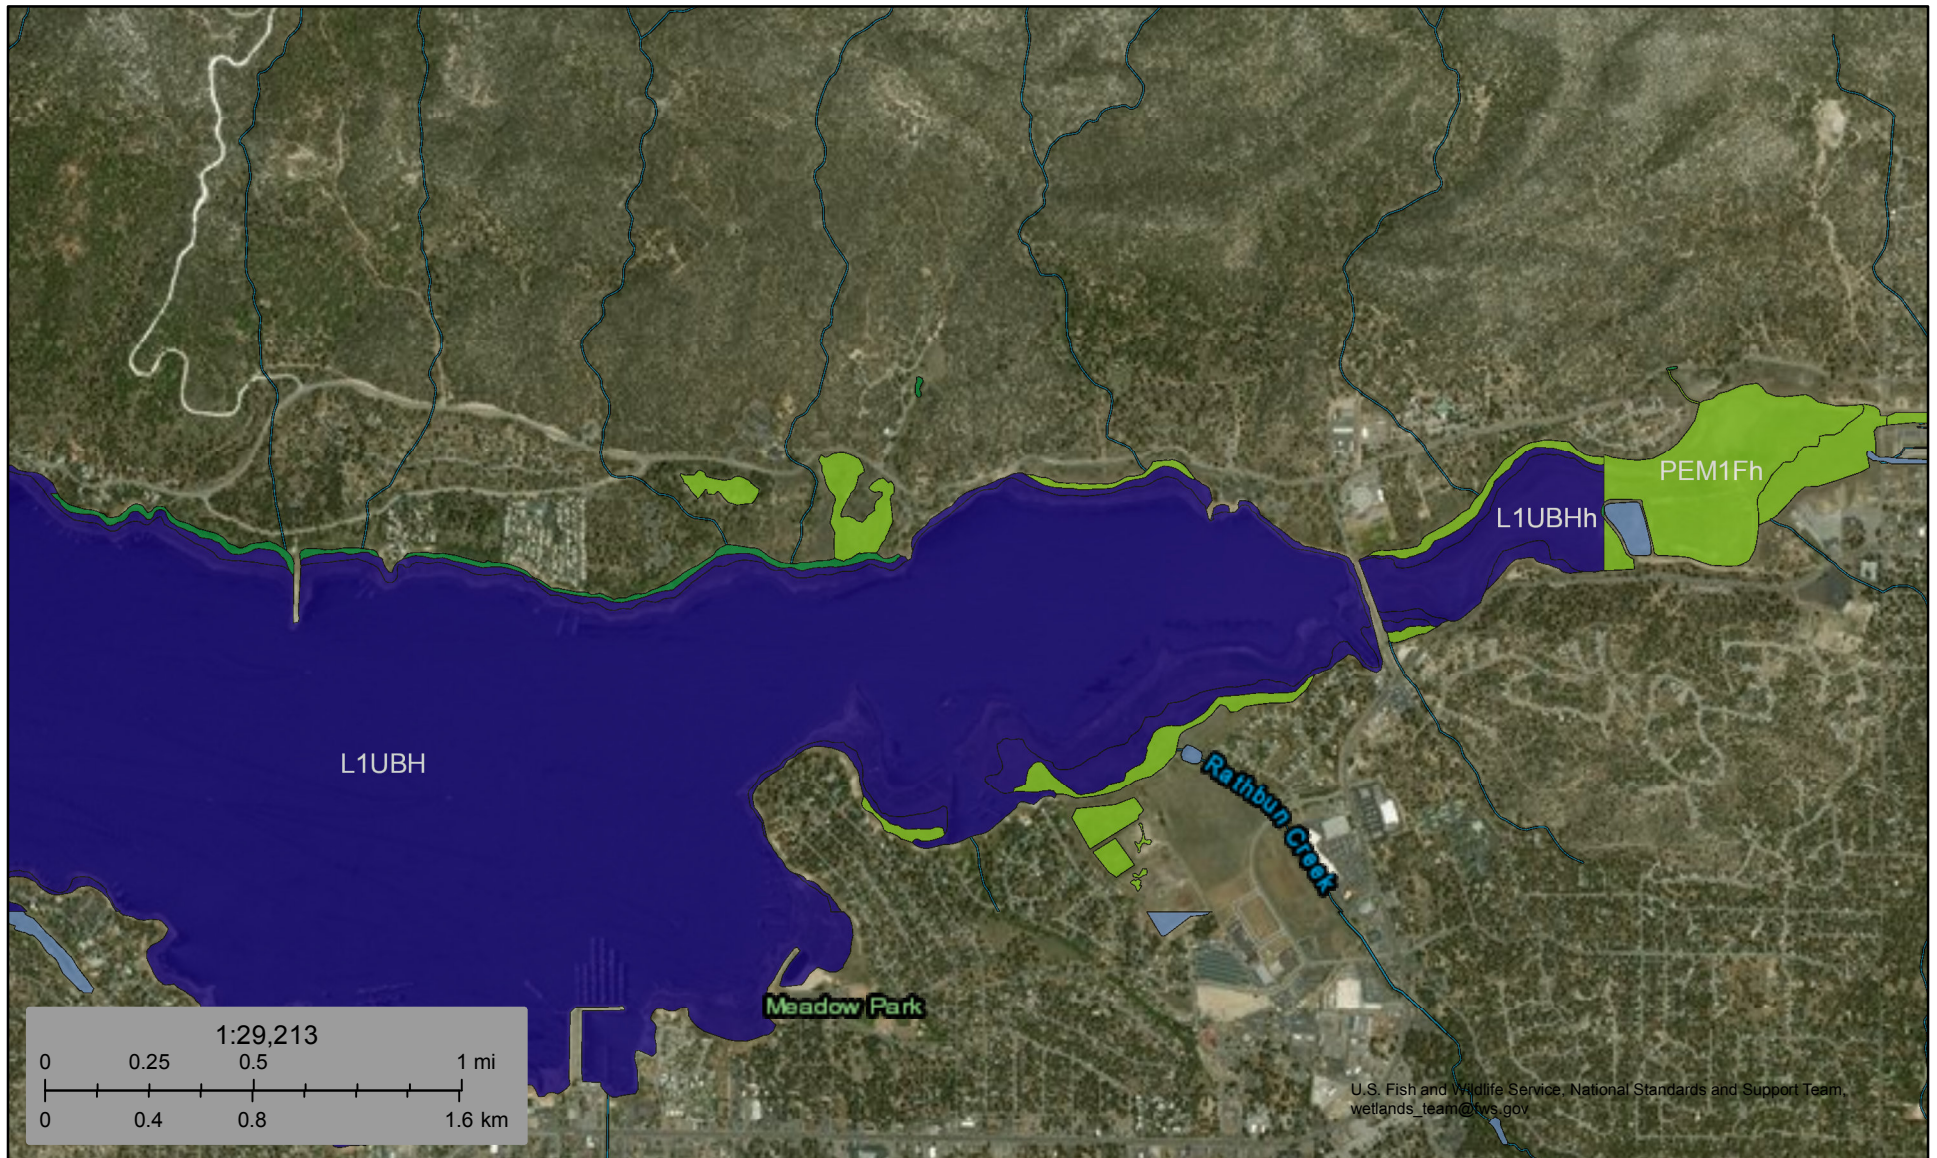 PEM1Fh
L1UBHh
L1UBH
Rathbun Creek
Meadow Park
1:29,213
0 0.25 0.5 1 mi
0 0.4 0.8 1.6 km
U.S. Fish and Wildlife Service, National Standards and Support Team,
wetlands_team@fws.gov